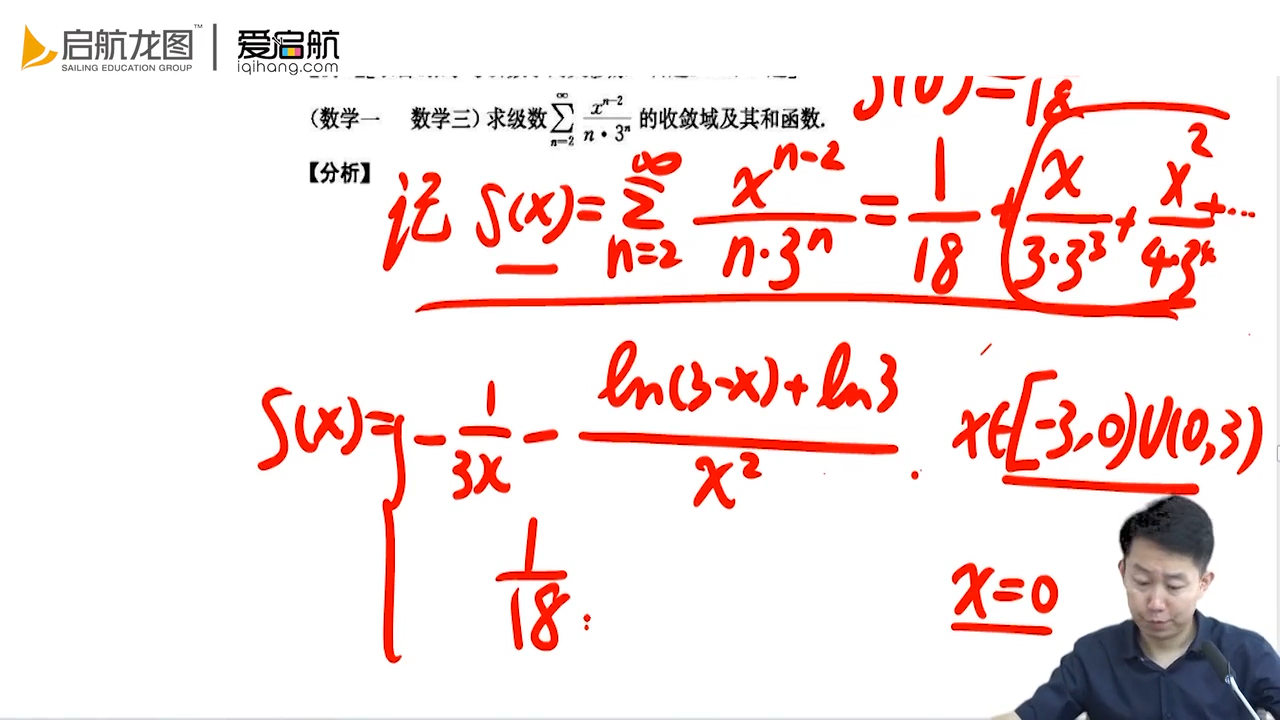 启航龙图™ 爱启航
SAILING EDUCATION GROUP iqihang.com
S(0)=1/18
(数学一 数学三)求级数∑_{n=2}^{∞} x^{n-2}/(n·3^n) 的收敛域及其和函数.
【分析】
记 S(x)=∑_{n=2}^{∞} x^{n-2}/(n·3^n) = 1/18 + x/(3·3^3) + x^2/(4·3^4) +…
S(x)= { -1/(3x) - (ln(3-x)+ln3)/x^2 . x∈[-3,0)∪(0,3)
1/18 : x=0